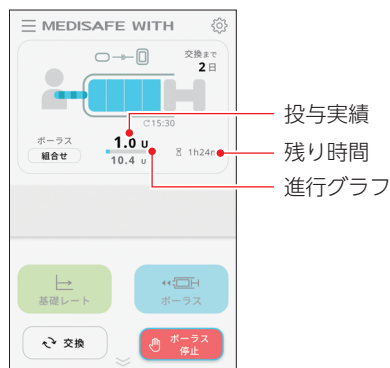 MEDISAFE WITH
交換まで
2日
15:30
ボーラス
組合せ
1.0 U
10.4 U
1h24
投与実績
残り時間
進行グラフ
基礎レート
ボーラス
交換
ボーラス
停止